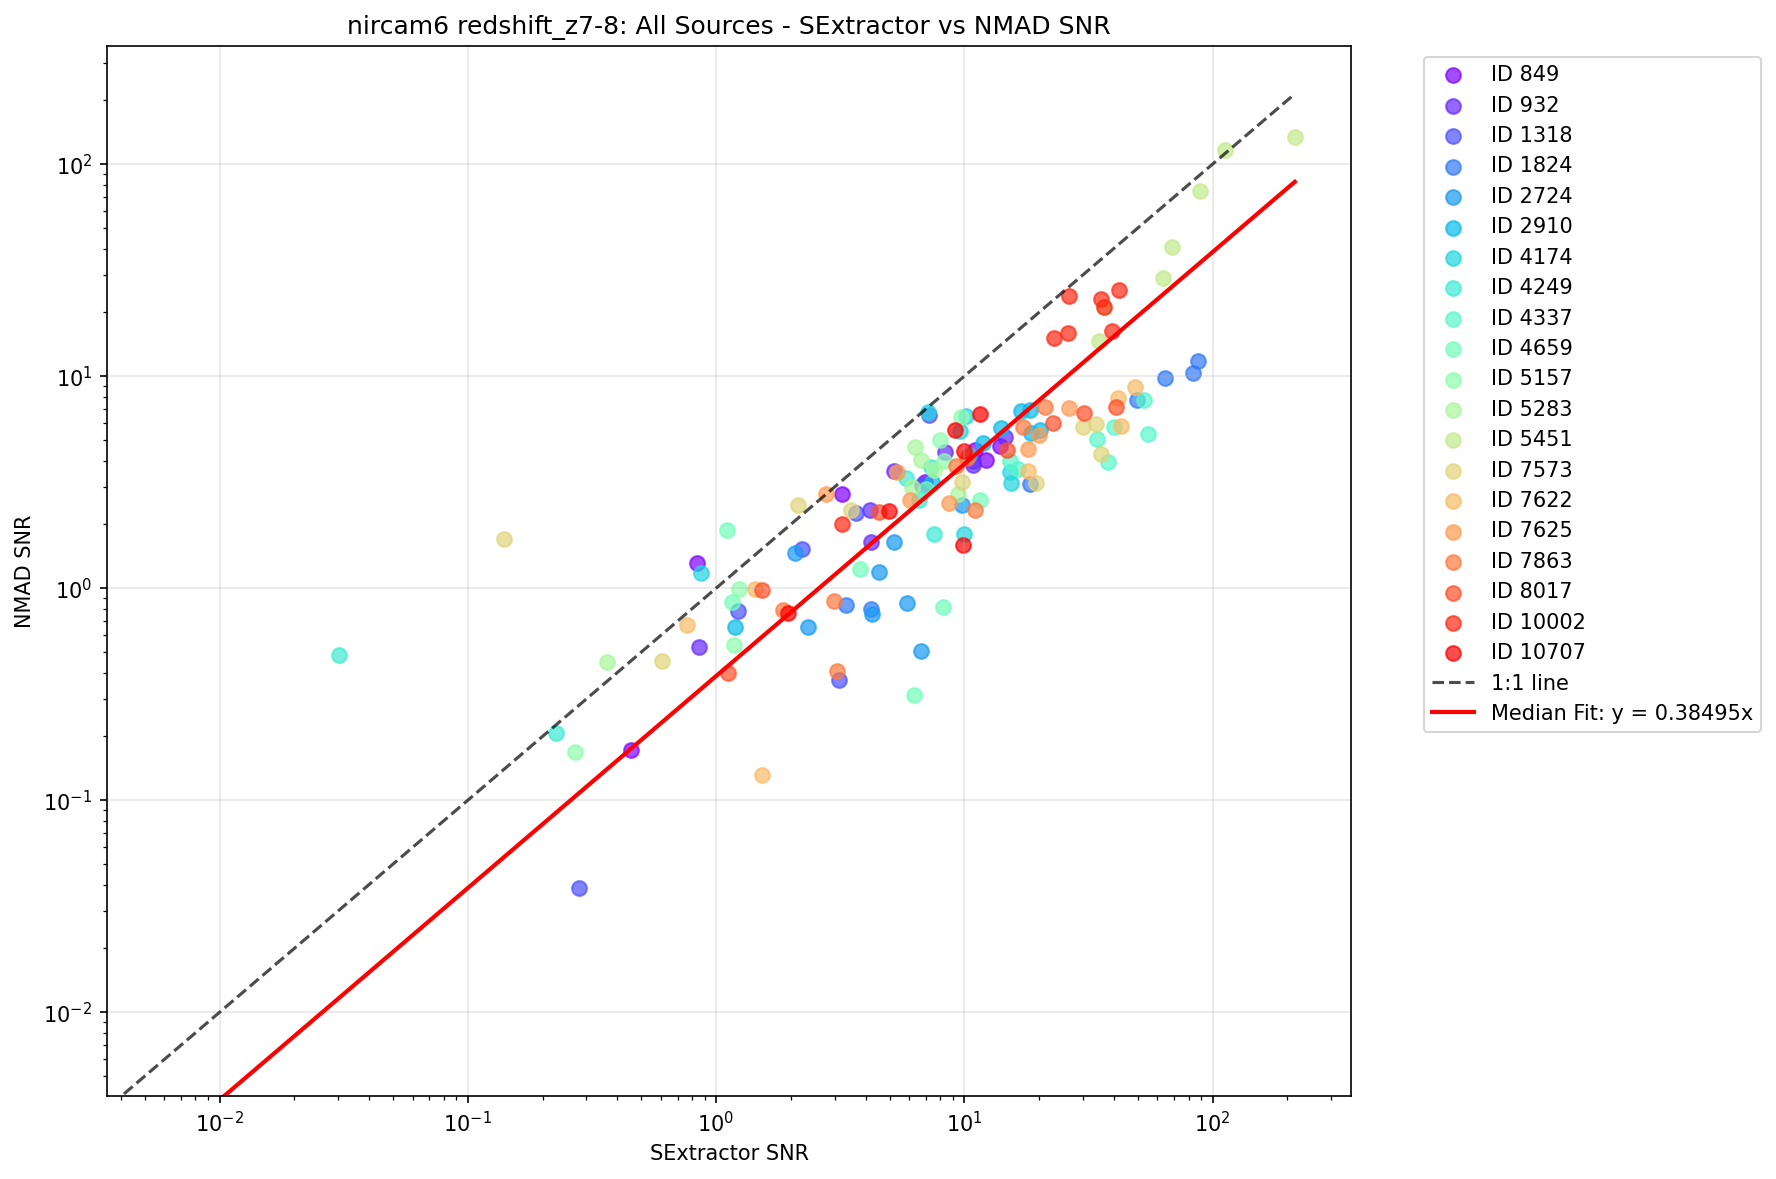 nircam6 redshift_z7-8: All Sources - SExtractor vs NMAD SNR
NMAD SNR
10²
10¹
10⁰
10⁻¹
10⁻²
10⁻²
10⁻¹
10⁰
10¹
10²
SExtractor SNR
ID 849
ID 932
ID 1318
ID 1824
ID 2724
ID 2910
ID 4174
ID 4249
ID 4337
ID 4659
ID 5157
ID 5283
ID 5451
ID 7573
ID 7622
ID 7625
ID 7863
ID 8017
ID 10002
ID 10707
1:1 line
Median Fit: y = 0.38495x